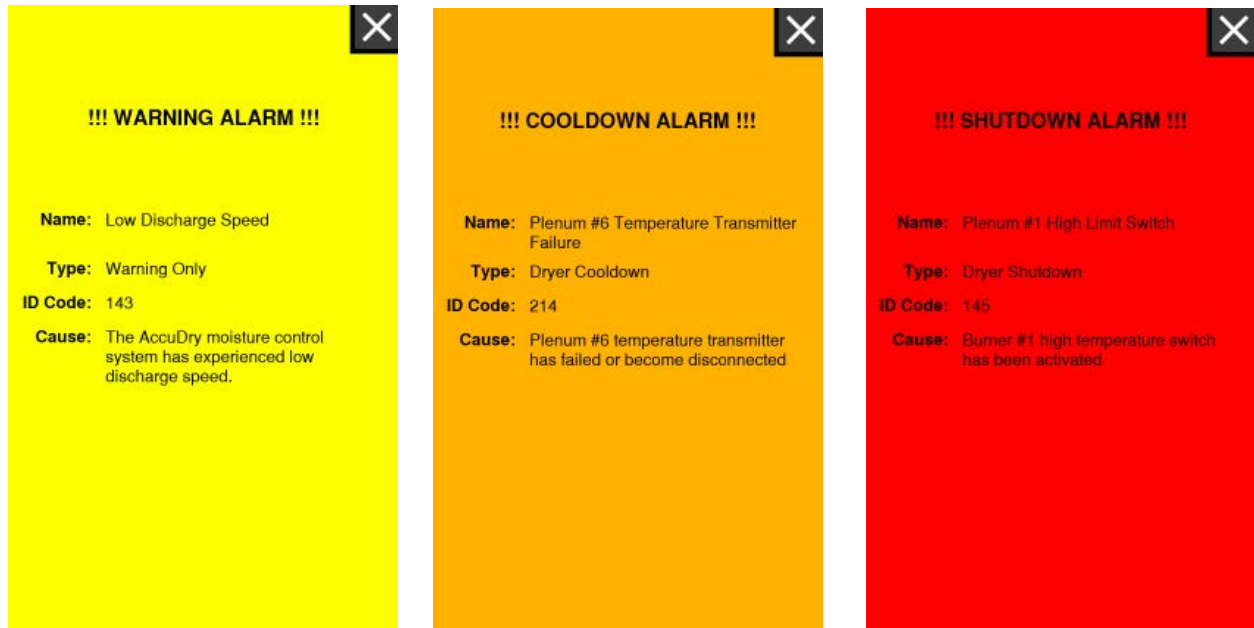 !!! WARNING ALARM !!!
Name: Low Discharge Speed
Type: Warning Only
ID Code: 143
Cause: The AccuDry moisture control
system has experienced low
discharge speed.
!!! COOLDOWN ALARM !!!
Name: Plenum #6 Temperature Transmitter
Failure
Type: Dryer Cooldown
ID Code: 214
Cause: Plenum #6 temperature transmitter
has failed or become disconnected
!!! SHUTDOWN ALARM !!!
Name: Plenum #1 High Limit Switch
Type: Dryer Shutdown
ID Code: 145
Cause: Burner #1 high temperature switch
has been activated